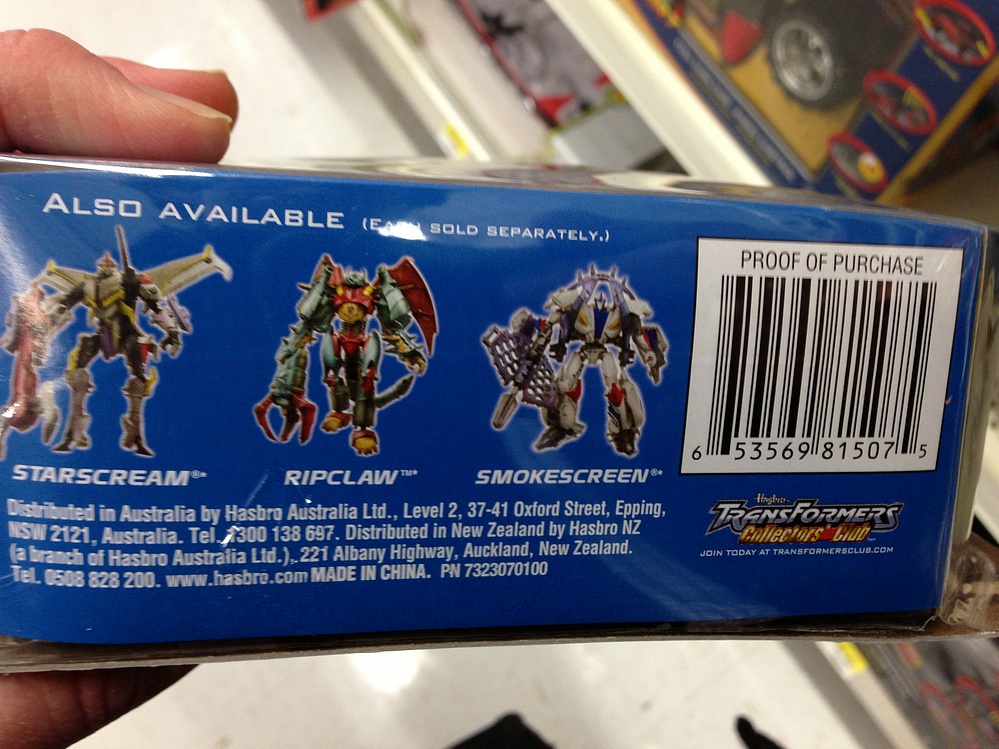 ALSO AVAILABLE (EACH SOLD SEPARATELY.)
PROOF OF PURCHASE
6 53569 81507 5
STARSCREAM®* RIPCLAW™* SMOKESCREEN®*
Distributed in Australia by Hasbro Australia Ltd., Level 2, 37-41 Oxford Street, Epping,
NSW 2121, Australia. Tel. 1300 138 697. Distributed in New Zealand by Hasbro NZ
(a branch of Hasbro Australia Ltd.), 221 Albany Highway, Auckland, New Zealand.
Tel. 0508 828 200. www.hasbro.com MADE IN CHINA. PN 7323070100
Hasbro
TRANSFORMERS
Collectors' Club™
JOIN TODAY AT TRANSFORMERSCLUB.COM